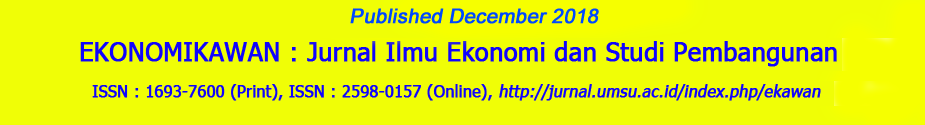 Published December 2018
EKONOMIKAWAN : Jurnal Ilmu Ekonomi dan Studi Pembangunan
ISSN : 1693-7600 (Print), ISSN : 2598-0157 (Online), http://jurnal.umsu.ac.id/index.php/ekawan